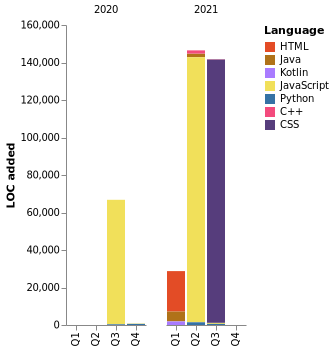 2020 2021
Language
HTML
Java
Kotlin
JavaScript
Python
C++
CSS
LOC added
160,000
140,000
120,000
100,000
80,000
60,000
40,000
20,000
0
Q1 Q2 Q3 Q4 Q1 Q2 Q3 Q4